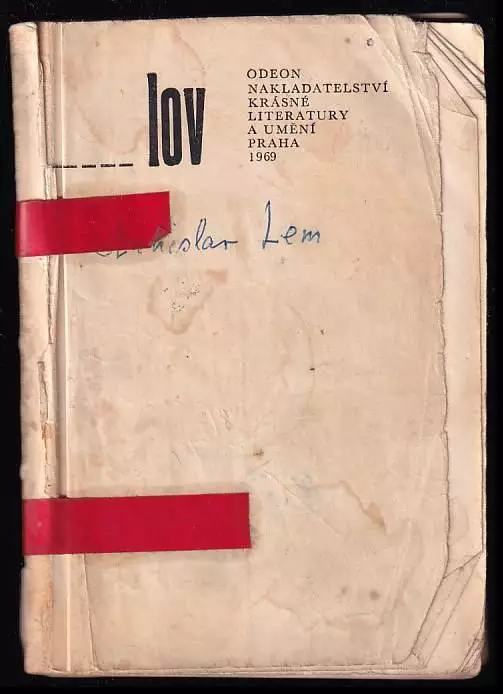 lov
ODEON
NAKLADATELSTVÍ
KRÁSNÉ
LITERATURY
A UMĚNÍ
PRAHA
1969
Lem